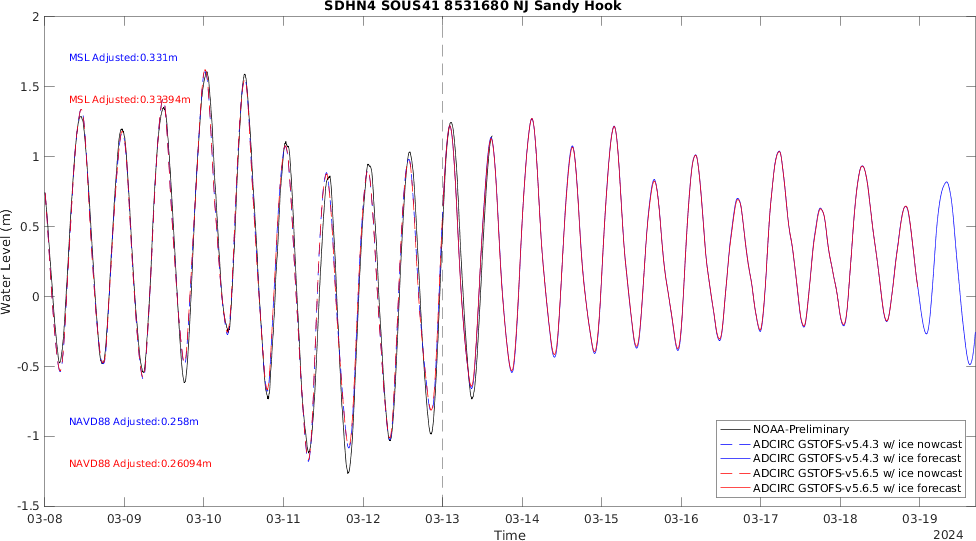 SDHN4 SOUS41 8531680 NJ Sandy Hook
2
1.5
1
0.5
0
-0.5
-1
-1.5
Water Level (m)
MSL Adjusted:0.331m
MSL Adjusted:0.33394m
NAVD88 Adjusted:0.258m
NAVD88 Adjusted:0.26094m
NOAA-Preliminary
ADCIRC GSTOFS-v5.4.3 w/ ice nowcast
ADCIRC GSTOFS-v5.4.3 w/ ice forecast
ADCIRC GSTOFS-v5.6.5 w/ ice nowcast
ADCIRC GSTOFS-v5.6.5 w/ ice forecast
03-08 03-09 03-10 03-11 03-12 03-13 03-14 03-15 03-16 03-17 03-18 03-19
Time
2024